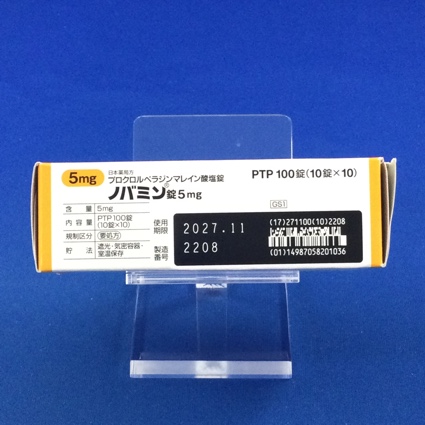 5mg
日本薬局方
プロクロルペラジンマレイン酸塩錠
ノバミン®錠5mg
PTP 100錠(10錠×10)
含量 5mg
内容量 PTP100錠
(10錠×10)
規制区分 要処方
貯法 遮光・気密容器、
室温保存
使用
期限 2027.11
製造
番号 2208
GS1
(17)271100(10)2208
(01)14987058201036